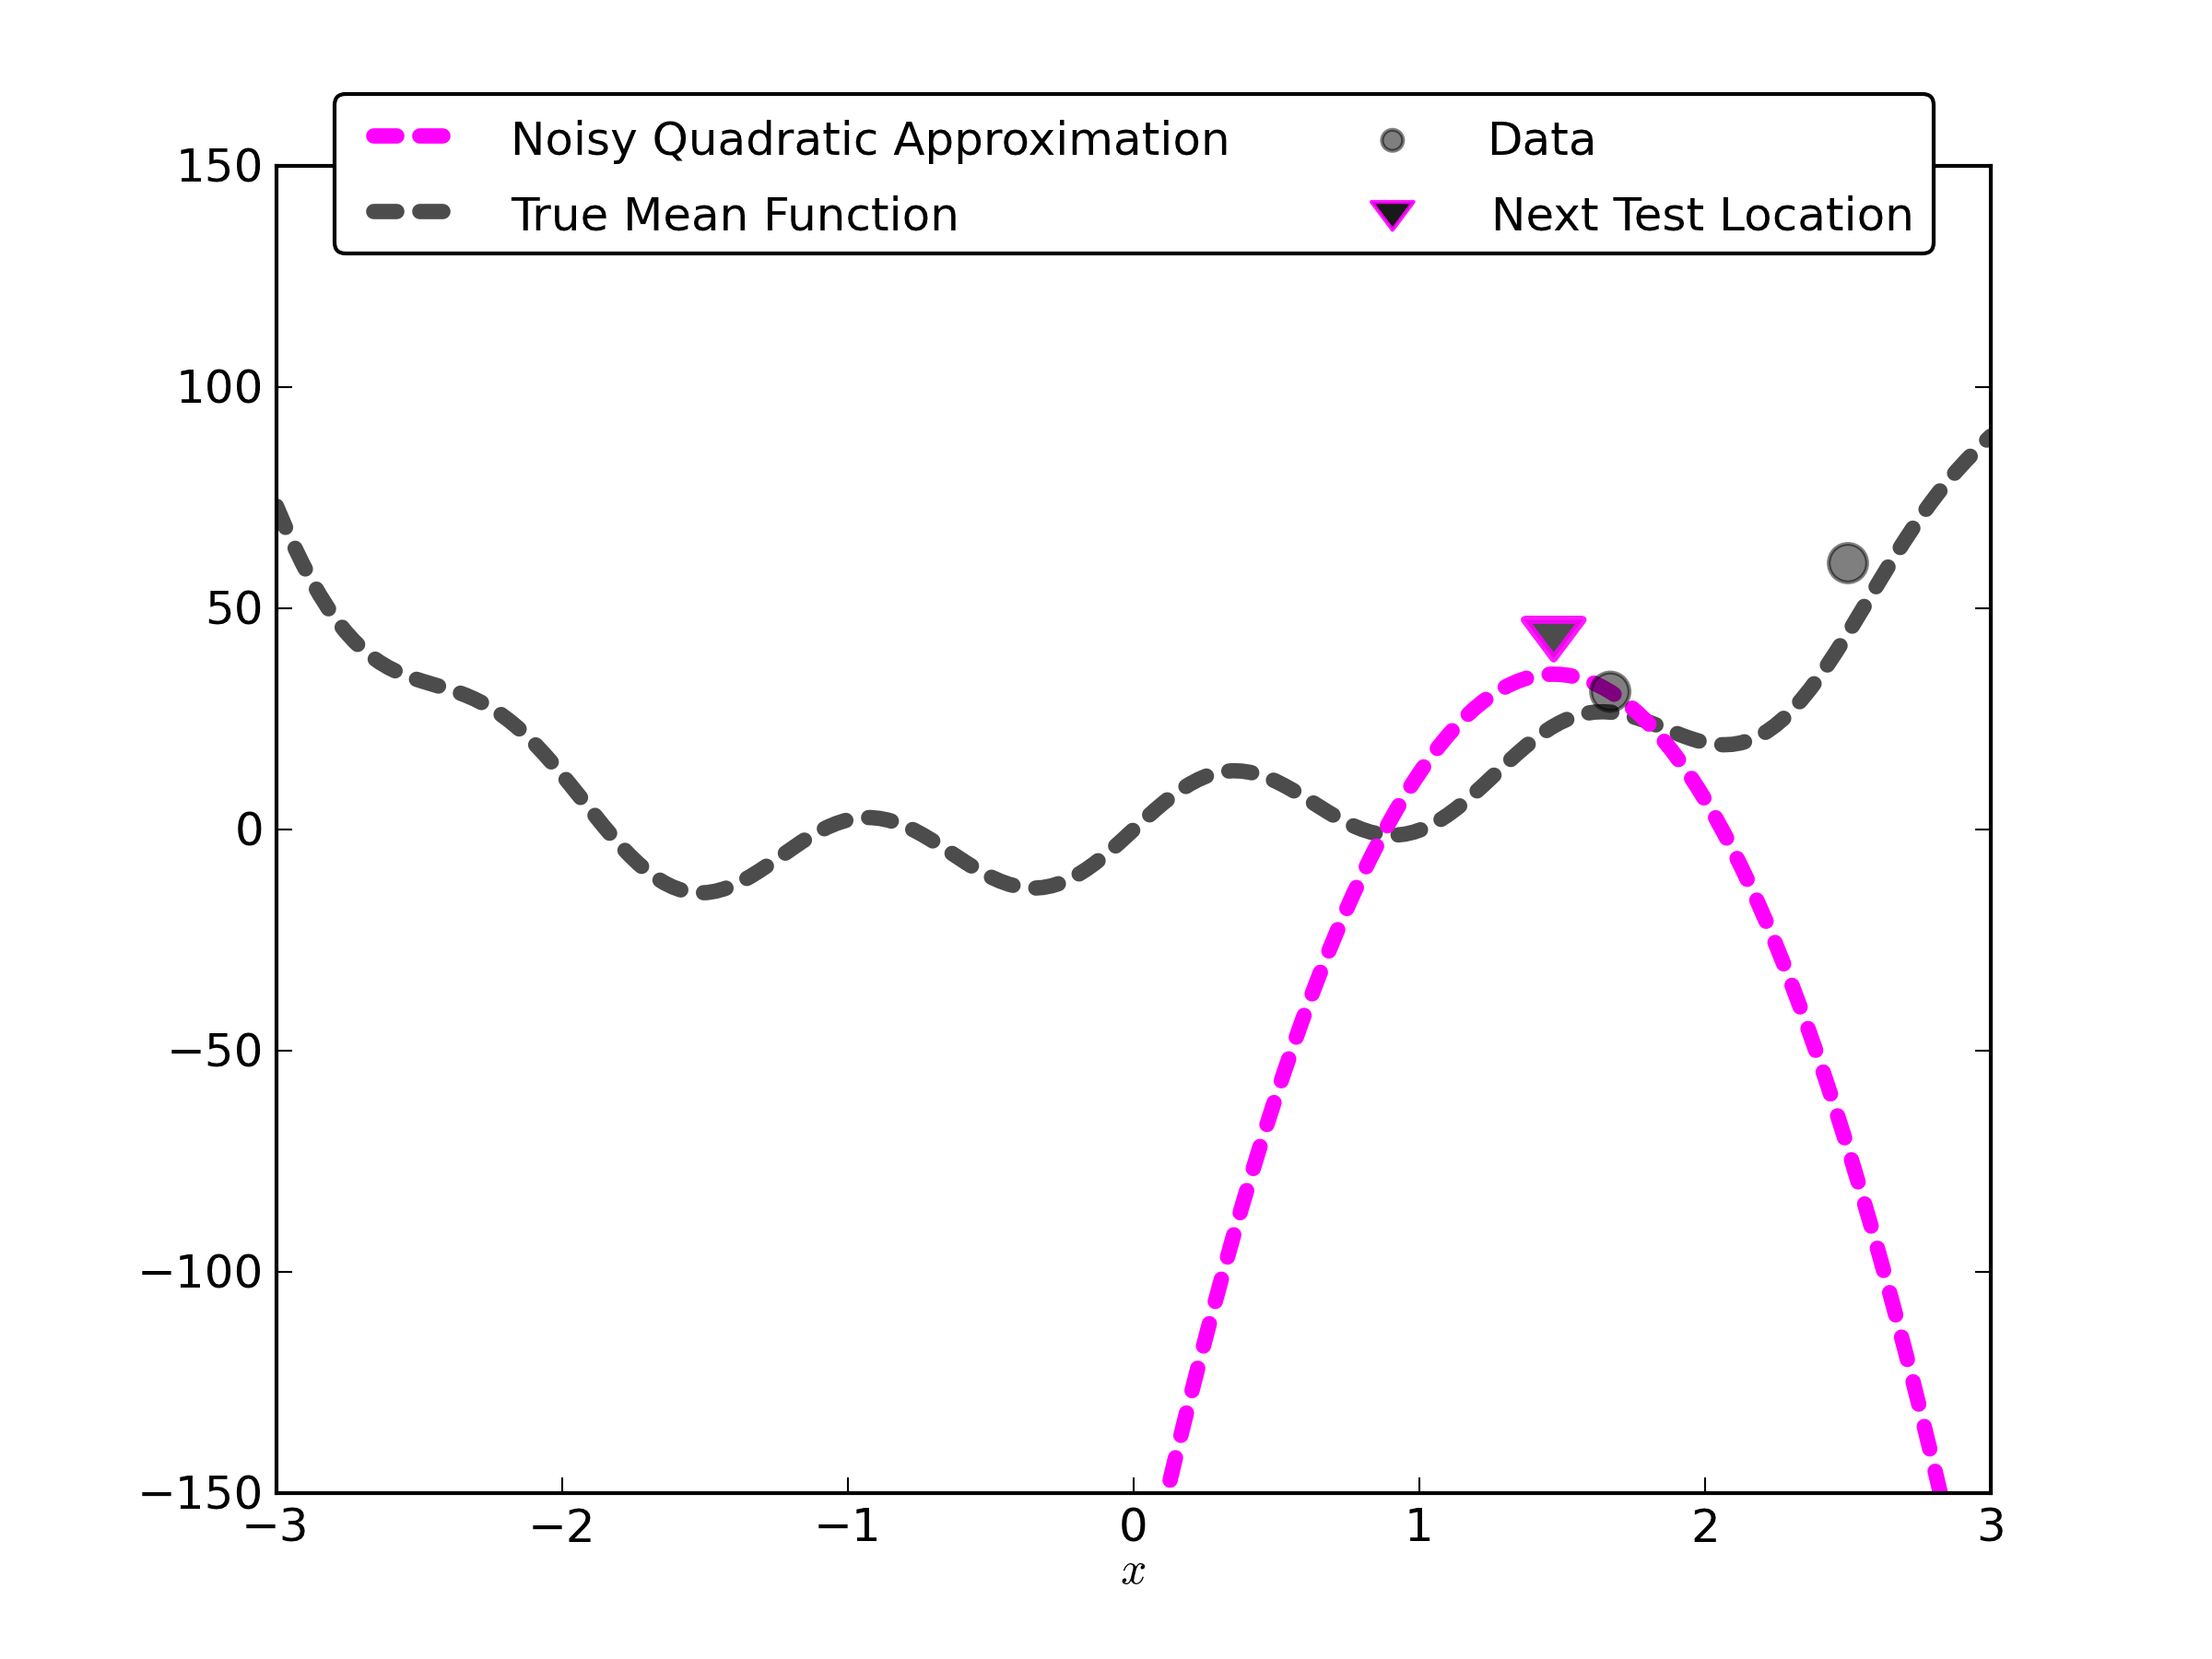 Noisy Quadratic Approximation
True Mean Function
Data
Next Test Location
150
100
50
0
−50
−100
−150
−3 −2 −1 0 1 2 3
x